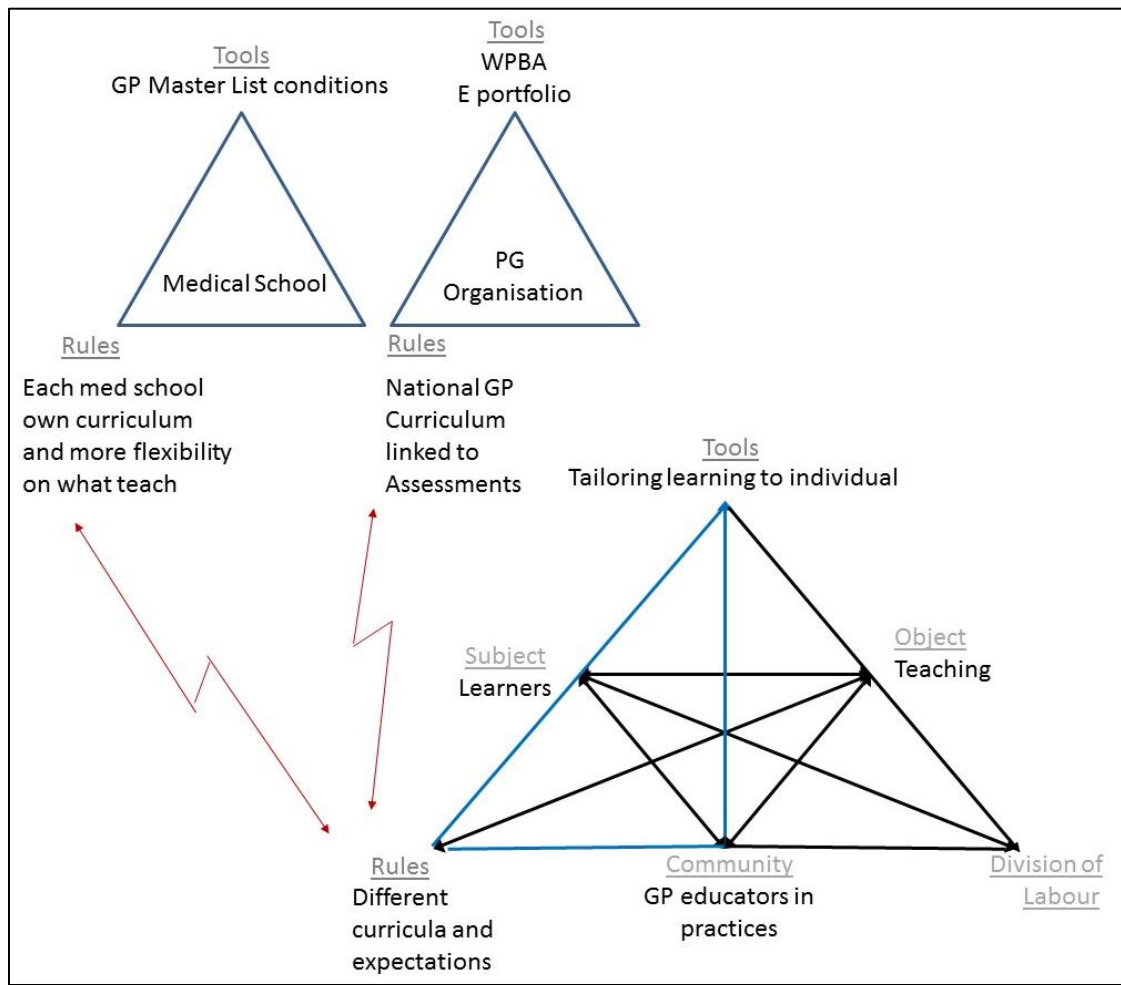 Tools
GP Master List conditions
Medical School
Rules
Each med school
own curriculum
and more flexibility
on what teach
Tools
WPBA
E portfolio
PG
Organisation
Rules
National GP
Curriculum
linked to
Assessments
Tools
Tailoring learning to individual
Subject
Learners
Object
Teaching
Rules
Different
curricula and
expectations
Community
GP educators in
practices
Division of
Labour